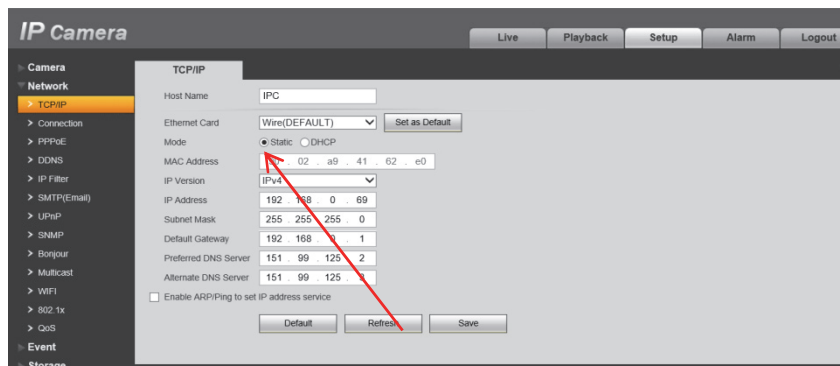 IP Camera
Live Playback Setup Alarm Logout
Camera
Network
TCP/IP
Connection
PPPoE
DDNS
IP Filter
SMTP(Email)
UPnP
SNMP
Bonjour
Multicast
WIFI
802.1x
QoS
Event
Storage
TCP/IP
Host Name IPC
Ethernet Card Wire(DEFAULT) Set as Default
Mode Static DHCP
MAC Address . 02 . a9 . 41 . 62 . e0
IP Version IPv4
IP Address 192 . 168 . 0 . 69
Subnet Mask 255 . 255 . 255 . 0
Default Gateway 192 . 168 . 0 . 1
Preferred DNS Server 151 . 99 . 125 . 2
Alternate DNS Server 151 . 99 . 125 .
Enable ARP/Ping to set IP address service
Default Refresh Save